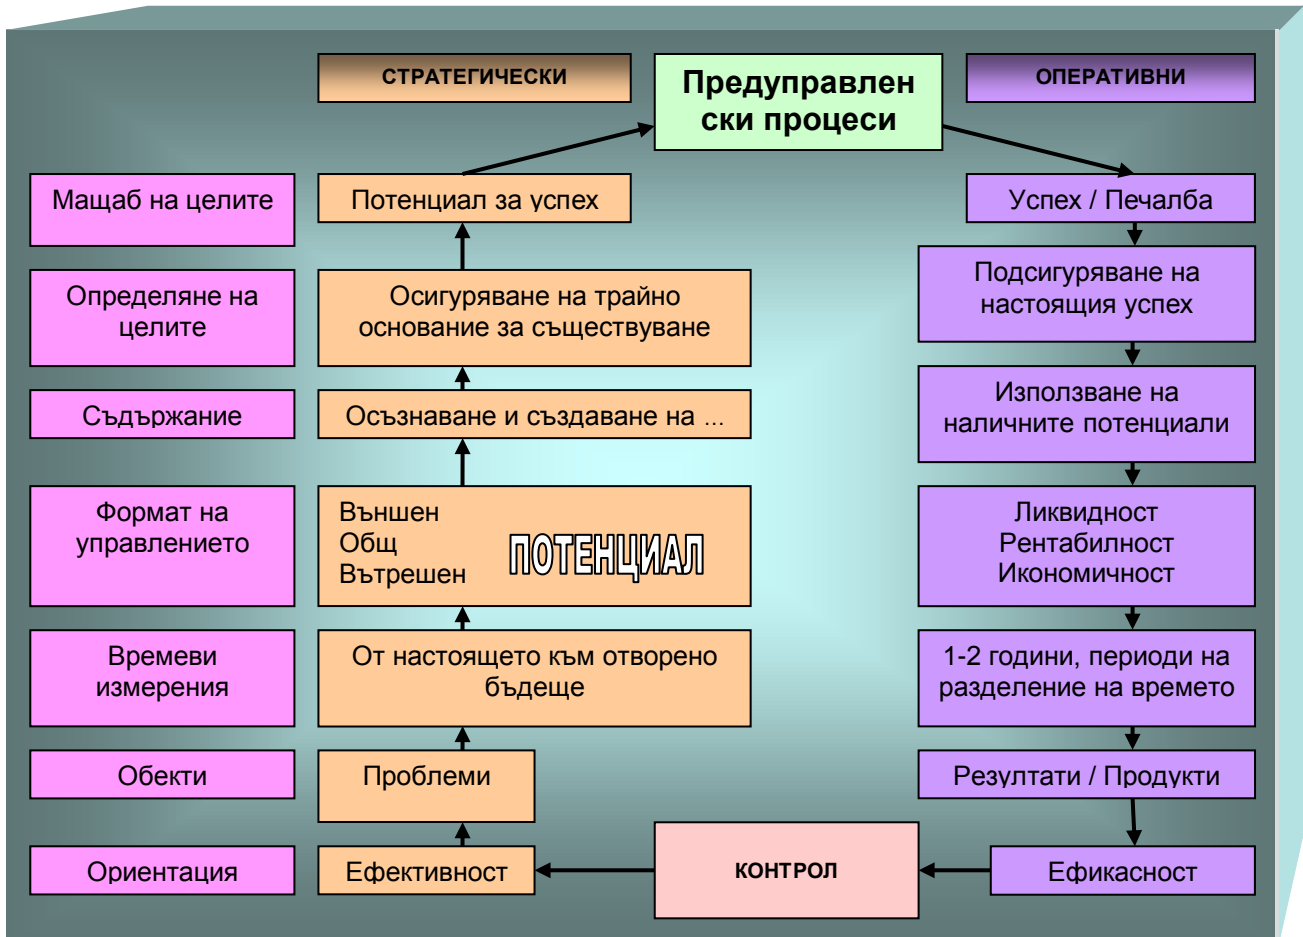 СТРАТЕГИЧЕСКИ
Предуправлен
ски процеси
ОПЕРАТИВНИ
Мащаб на целите
Потенциал за успех
Успех / Печалба
Определяне на
целите
Осигуряване на трайно
основание за съществуване
Подсигуряване на
настоящия успех
Съдържание
Осъзнаване и създаване на ...
Използване на
наличните потенциали
Формат на
управлението
Външен
Общ
Вътрешен
ПОТЕНЦИАЛ
Ликвидност
Рентабилност
Икономичност
Времеви
измерения
От настоящето към отворено
бъдеще
1-2 години, периоди на
разделение на времето
Обекти
Проблеми
Резултати / Продукти
Ориентация
Ефективност
КОНТРОЛ
Ефикасност